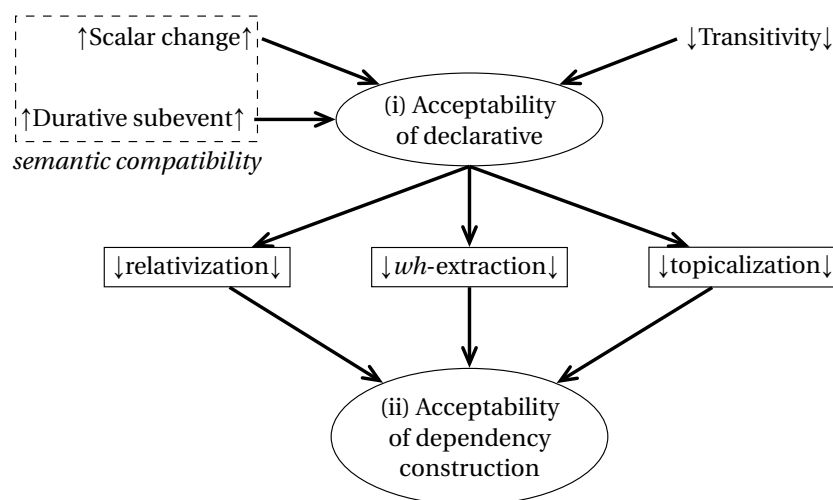 ↑Scalar change↑
↓Transitivity↓
(i) Acceptability
of declarative
↑Durative subevent↑
semantic compatibility
↓relativization↓
↓wh-extraction↓
↓topicalization↓
(ii) Acceptability
of dependency
construction